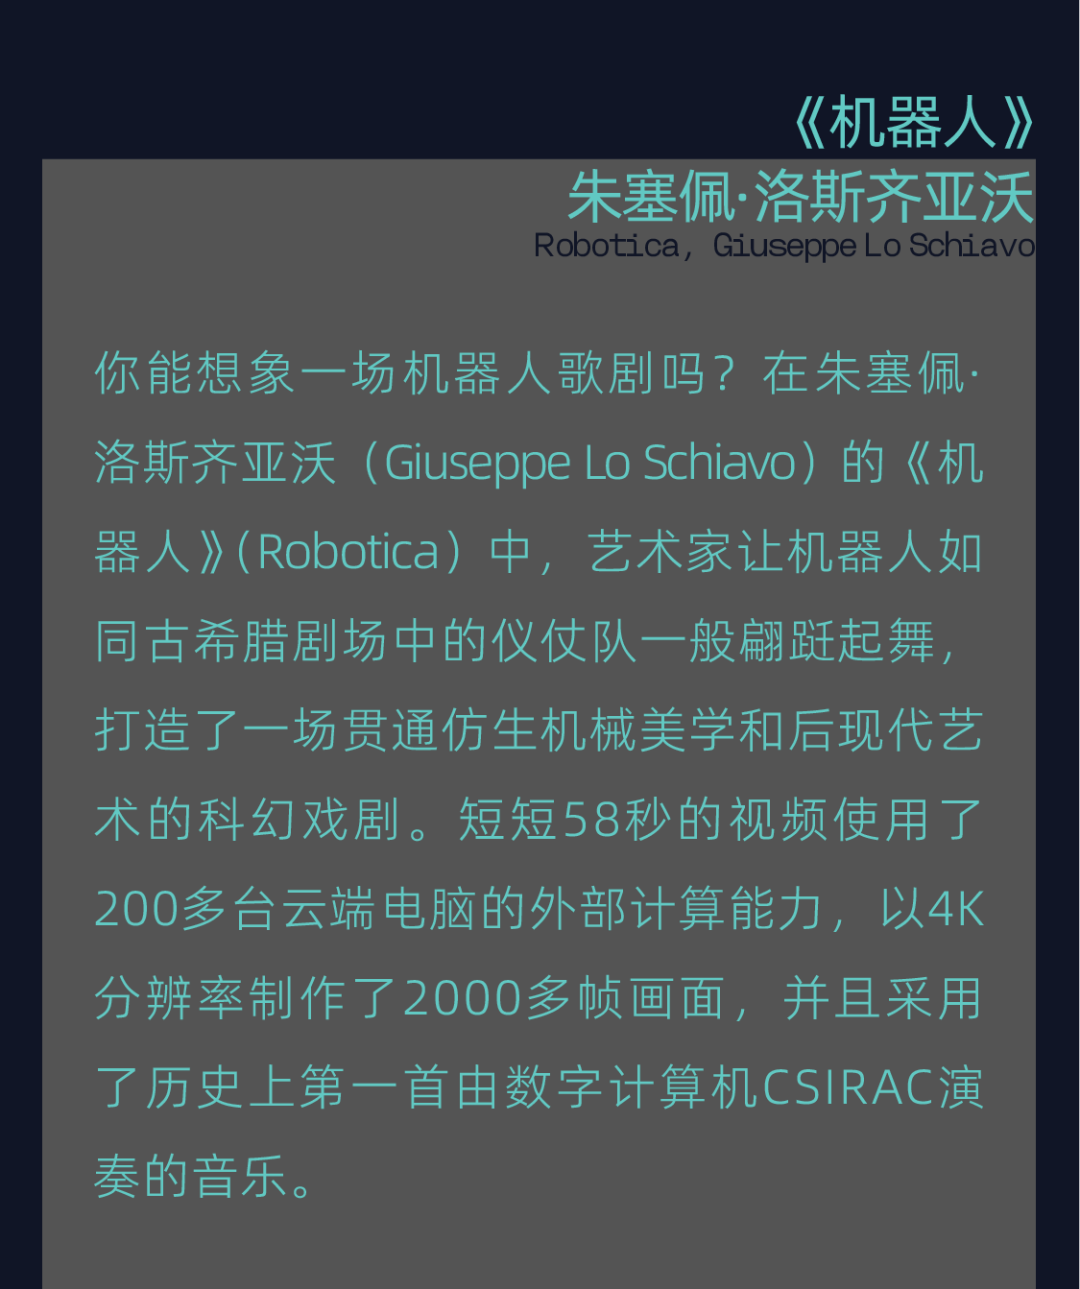 《机器人》
朱塞佩·洛斯齐亚沃
Robotica, Giuseppe Lo Schiavo
你能想象一场机器人歌剧吗？在朱塞佩·
洛斯齐亚沃（Giuseppe Lo Schiavo）的《机
器人》（Robotica）中，艺术家让机器人如
同古希腊剧场中的仪仗队一般翩跹起舞，
打造了一场贯通仿生机械美学和后现代艺
术的科幻戏剧。短短58秒的视频使用了
200多台云端电脑的外部计算能力，以4K
分辨率制作了2000多帧画面，并且采用
了历史上第一首由数字计算机CSIRAC演
奏的音乐。